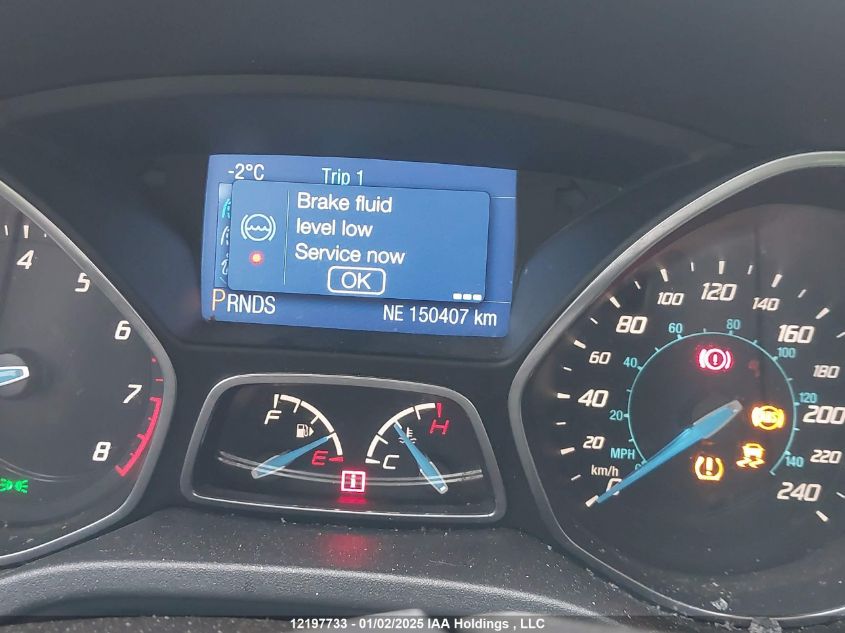 -2°C Trip 1
Brake fluid
level low
Service now
OK
PRNDS
NE 150407 km
4
5
6
7
8
F
E
H
C
20
40
60
80
100
120
140
160
180
200
220
240
km/h
MPH
20
40
60
80
100
120
140
ABS
12197733 - 01/02/2025 IAA Holdings , LLC